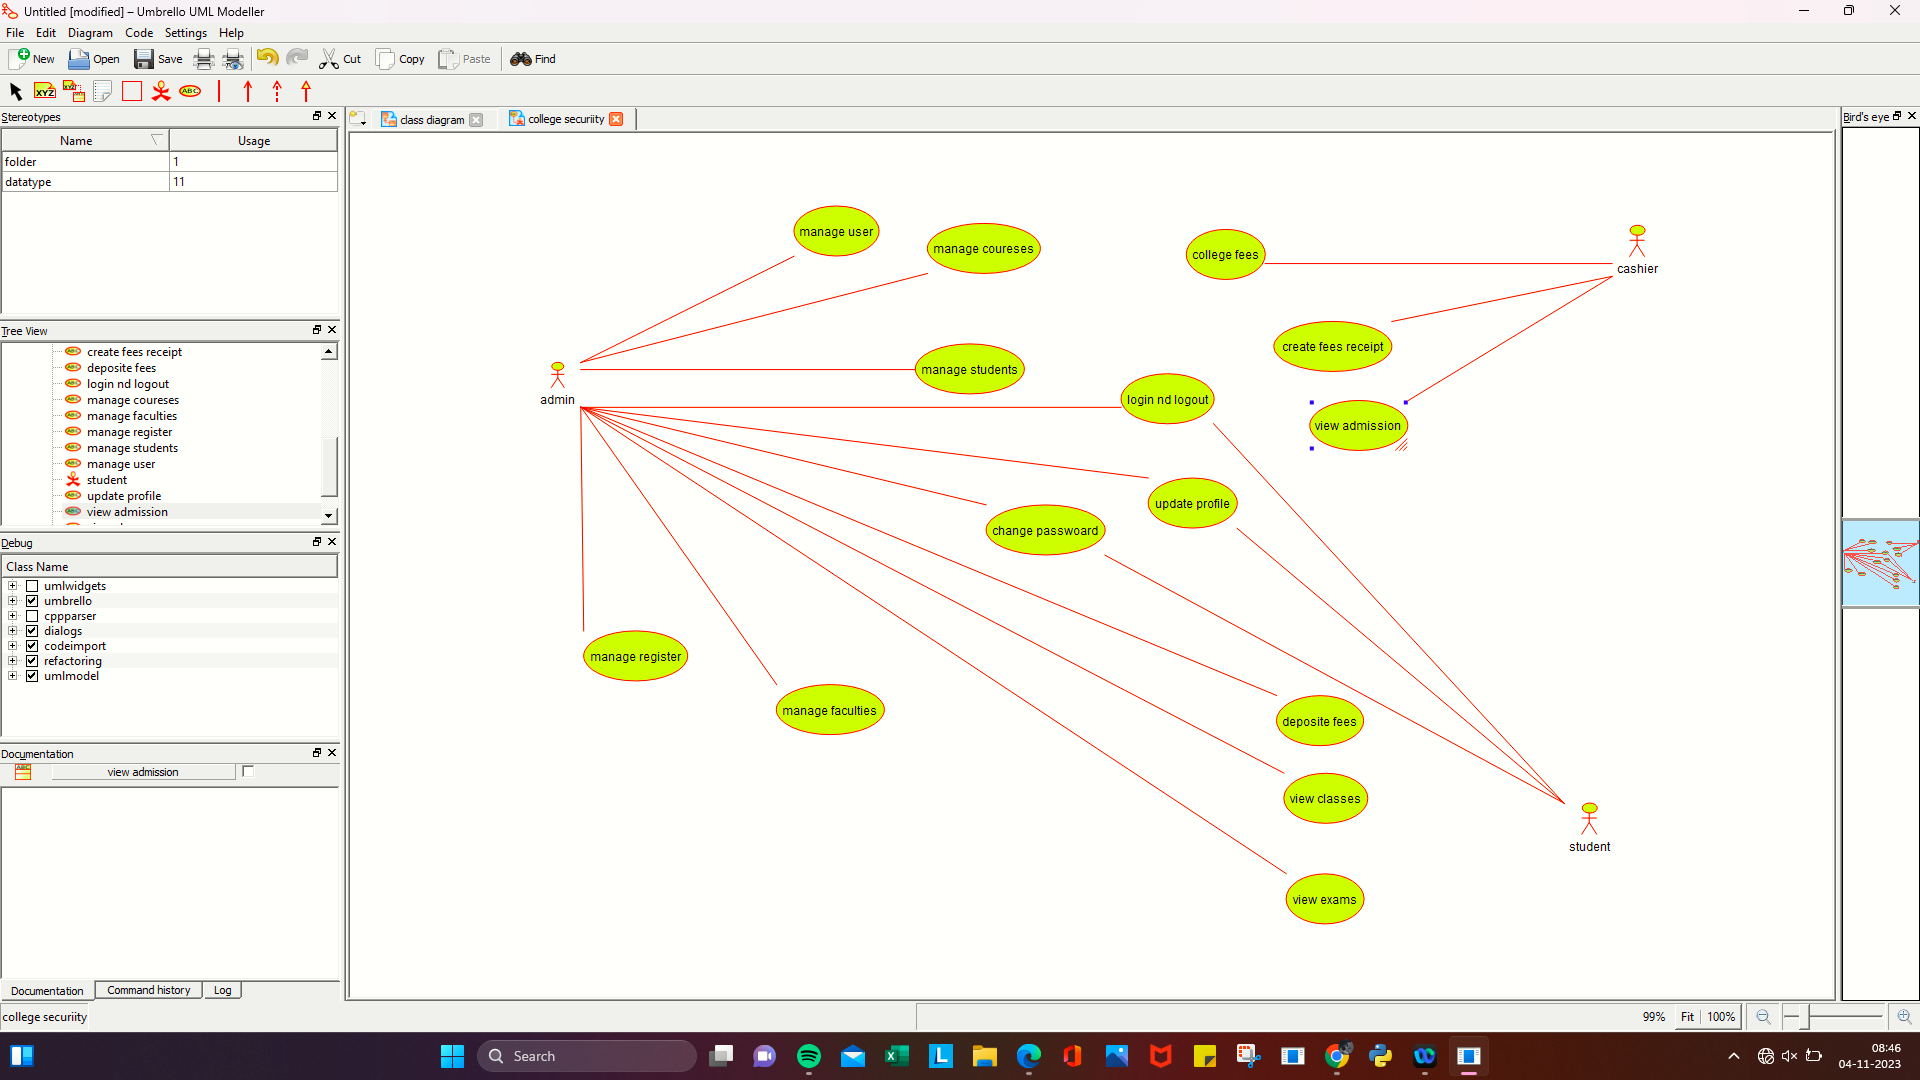 Untitled [modified] – Umbrello UML Modeller
File Edit Diagram Code Settings Help
New Open Save Cut Copy Paste Find
XYZ XYZ ABC
Stereotypes
Name Usage
folder 1
datatype 11
Tree View
create fees receipt
deposite fees
login nd logout
manage coureses
manage faculties
manage register
manage students
manage user
student
update profile
view admission
Debug
Class Name
umlwidgets
umbrello
cppparser
dialogs
codeimport
refactoring
umlmodel
Documentation
view admission
Documentation Command history Log
college securiity
class diagram
college securiity
manage user
manage coureses
college fees
cashier
create fees receipt
manage students
admin
login nd logout
view admission
update profile
change passwoard
manage register
manage faculties
deposite fees
view classes
student
view exams
Bird's eye
99% Fit 100%
Search
08:46
04-11-2023